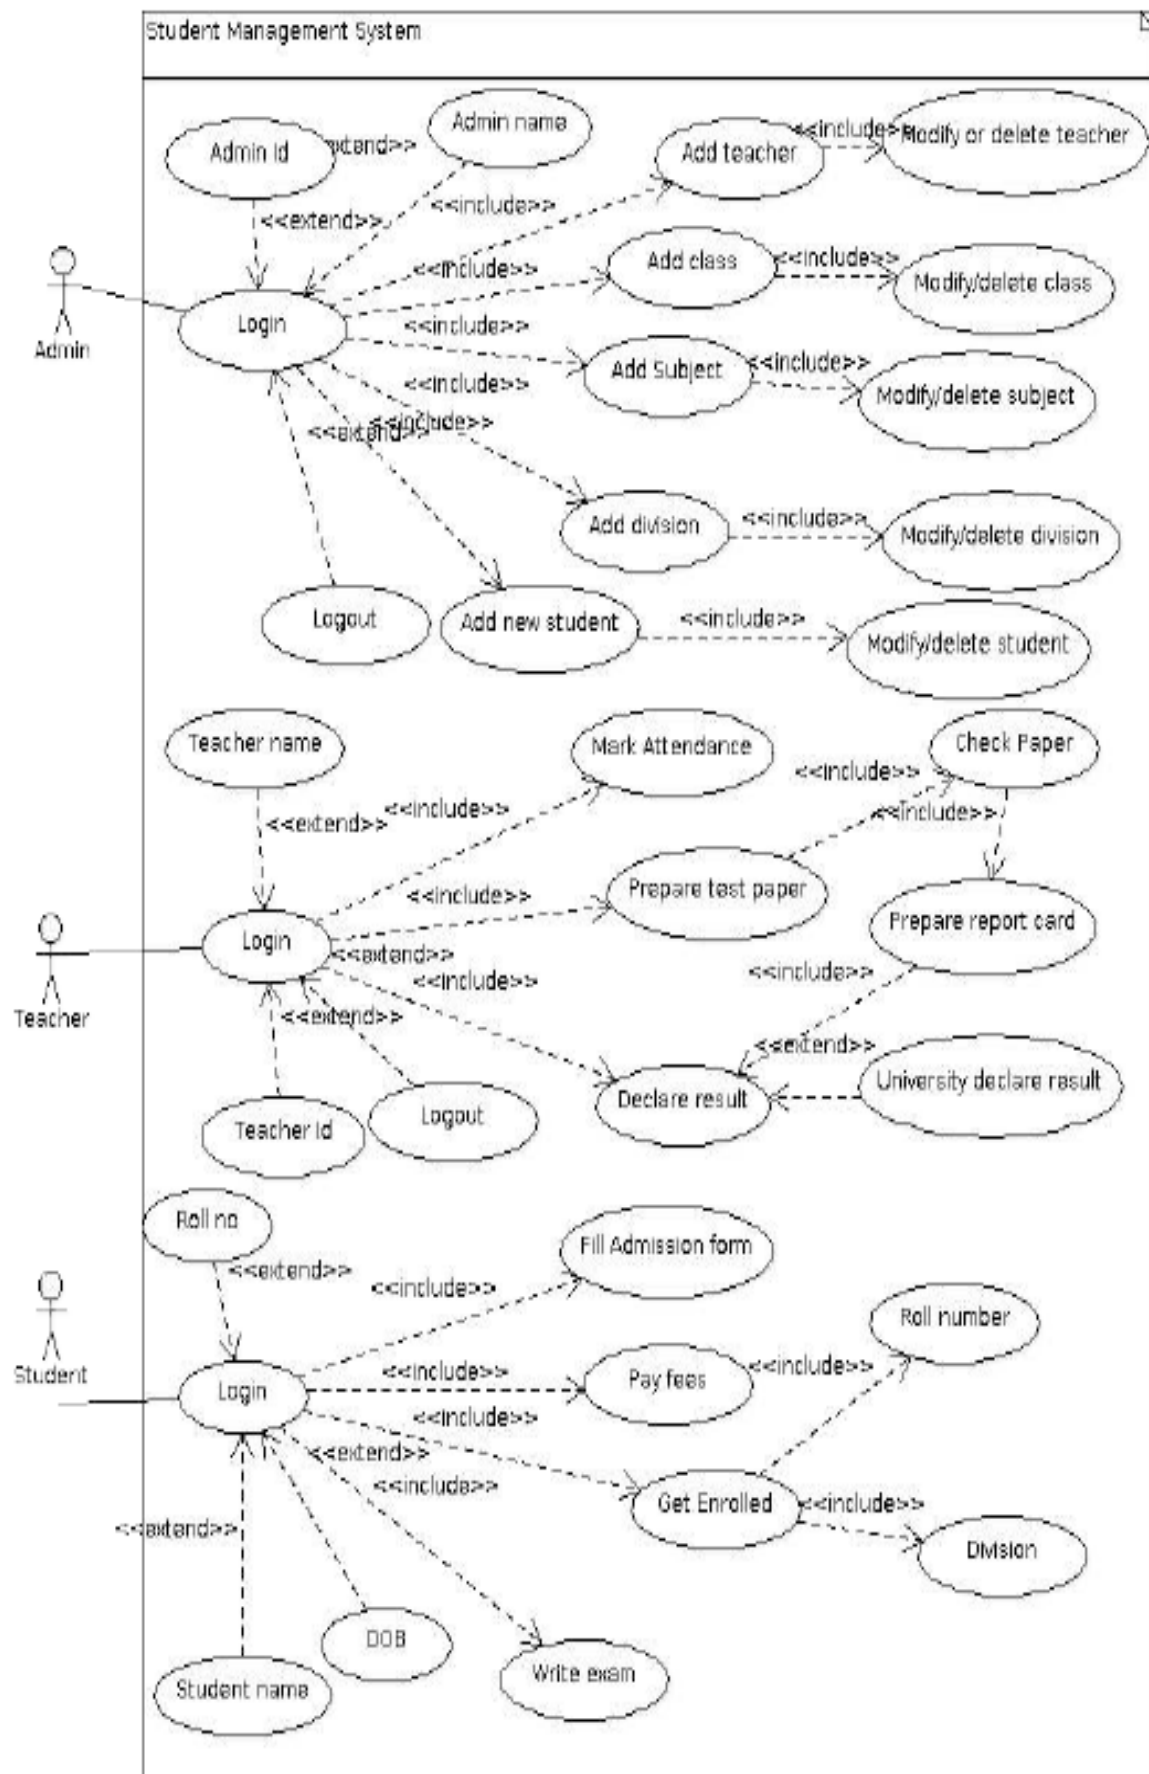 Student Management System
Admin name
Admin Id
extend>>
Add teacher
<<include>>
Modify or delete teacher
<<extend>>
<<include>>
<<include>>
Add class
<<include>>
Modify/delete class
Login
<<include>>
Admin
Add Subject
<<include>>
Modify/delete subject
<<include>>
<<extend>>
<<include>>
Add division
<<include>>
Modify/delete division
Logout
Add new student
<<include>>
Modify/delete student
Teacher name
Mark Attendance
Check Paper
<<include>>
<<extend>>
<<include>>
<<include>>
Prepare test paper
<<include>>
Prepare report card
Login
<<extend>>
<<include>>
<<include>>
Teacher
<<extend>>
<<extend>>
University declare result
Declare result
Logout
Teacher Id
Roll no
Fill Admission form
<<extend>>
<<include>>
Roll number
Student
Login
<<include>>
Pay fees
<<include>>
<<include>>
<<extend>>
<<include>>
Get Enrolled
<<include>>
<<extend>>
Division
DOB
Write exam
Student name